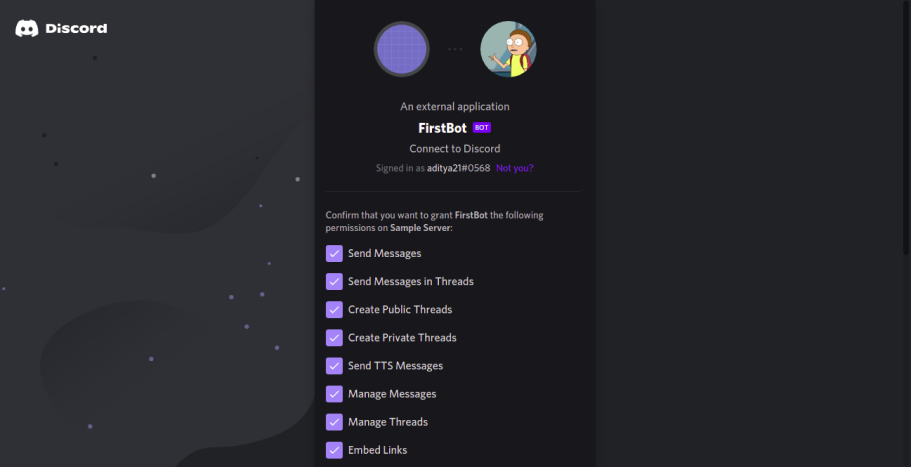 Discord
An external application
FirstBot BOT
Connect to Discord
Signed in as aditya21#0568 Not you?
Confirm that you want to grant FirstBot the following
permissions on Sample Server:
Send Messages
Send Messages in Threads
Create Public Threads
Create Private Threads
Send TTS Messages
Manage Messages
Manage Threads
Embed Links